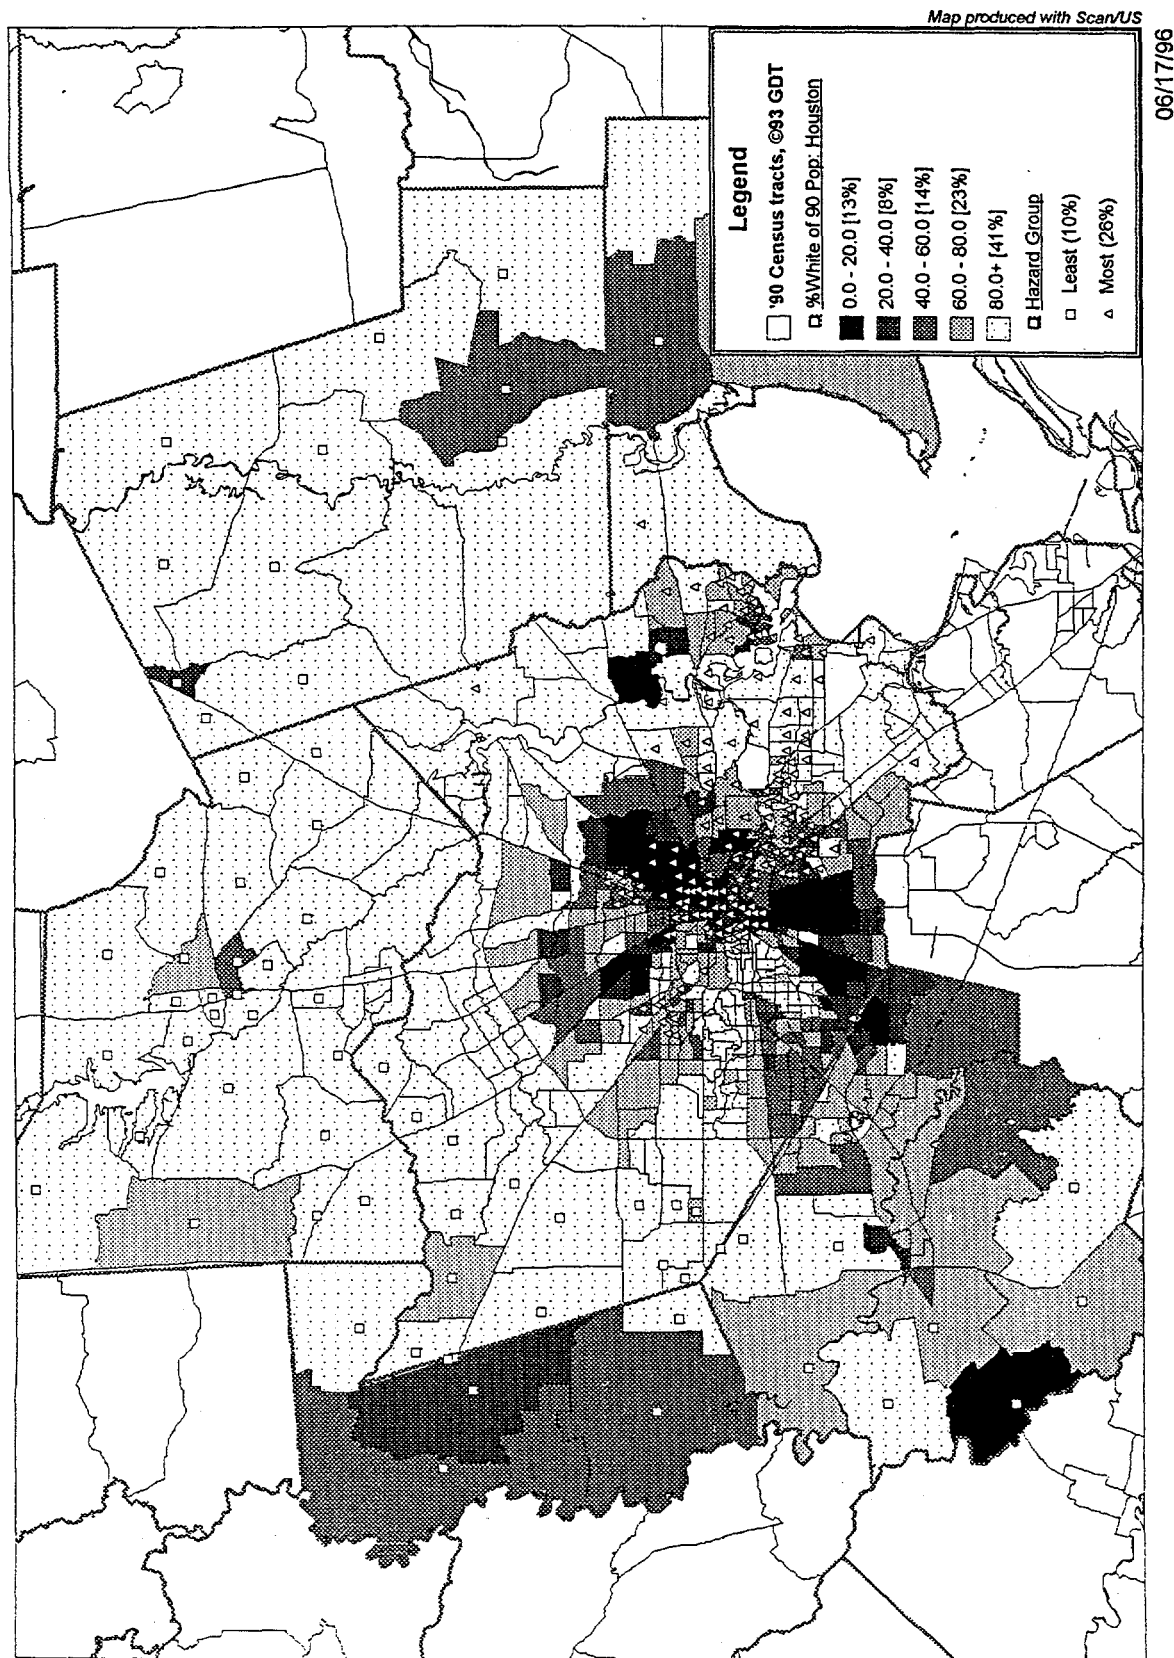 Map produced with Scan/US
06/17/96
Legend
'90 Census tracts, ©93 GDT
%White of 90 Pop: Houston
0.0 - 20.0 [13%]
20.0 - 40.0 [8%]
40.0 - 60.0 [14%]
60.0 - 80.0 [23%]
80.0+ [41%]
Hazard Group
Least (10%)
Most (26%)